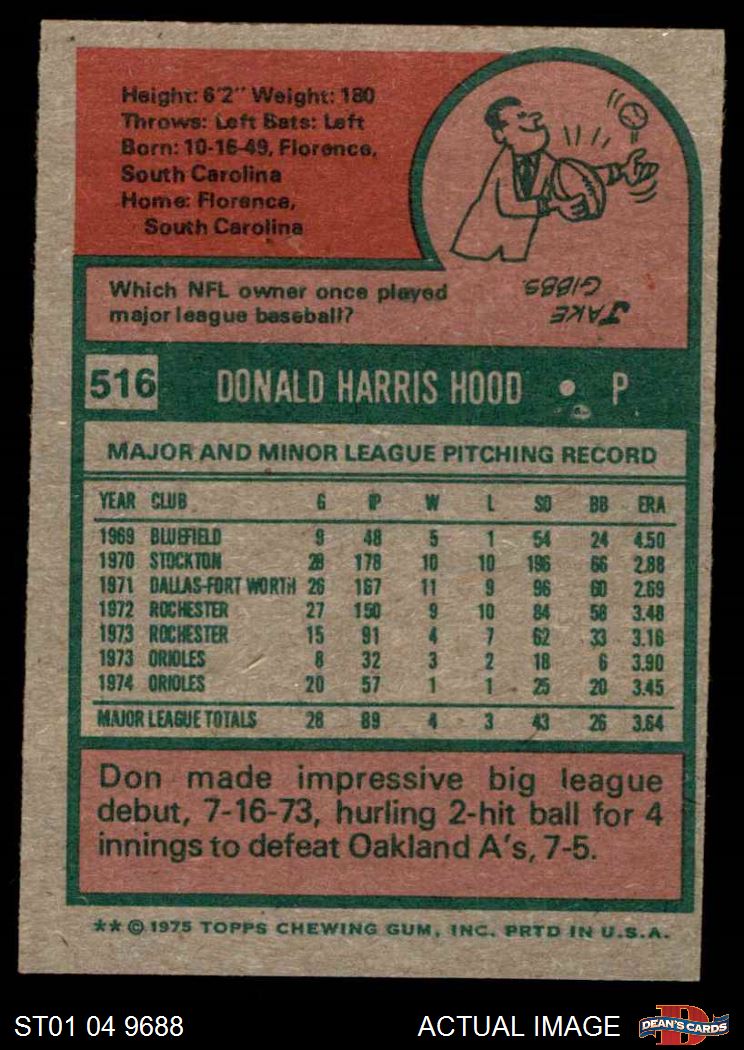 Height: 6'2" Weight: 180
Throws: Left Bats: Left
Born: 10-16-49, Florence,
South Carolina
Home: Florence,
South Carolina
Which NFL owner once played
major league baseball?
JAKE
GIBBS
516 DONALD HARRIS HOOD • P
MAJOR AND MINOR LEAGUE PITCHING RECORD
YEAR CLUB G IP W L SO BB ERA
1969 BLUEFIELD 9 48 5 1 54 24 4.50
1970 STOCKTON 28 178 10 10 196 66 2.88
1971 DALLAS-FORT WORTH 26 167 11 9 96 60 2.69
1972 ROCHESTER 27 150 9 10 84 58 3.48
1973 ROCHESTER 15 91 4 7 62 33 3.16
1973 ORIOLES 8 32 3 2 18 6 3.90
1974 ORIOLES 20 57 1 1 25 20 3.45
MAJOR LEAGUE TOTALS 28 89 4 3 43 26 3.64
Don made impressive big league
debut, 7-16-73, hurling 2-hit ball for 4
innings to defeat Oakland A's, 7-5.
** © 1975 TOPPS CHEWING GUM, INC. PRTD IN U.S.A.
ST01 04 9688 ACTUAL IMAGE DEAN'S CARDS